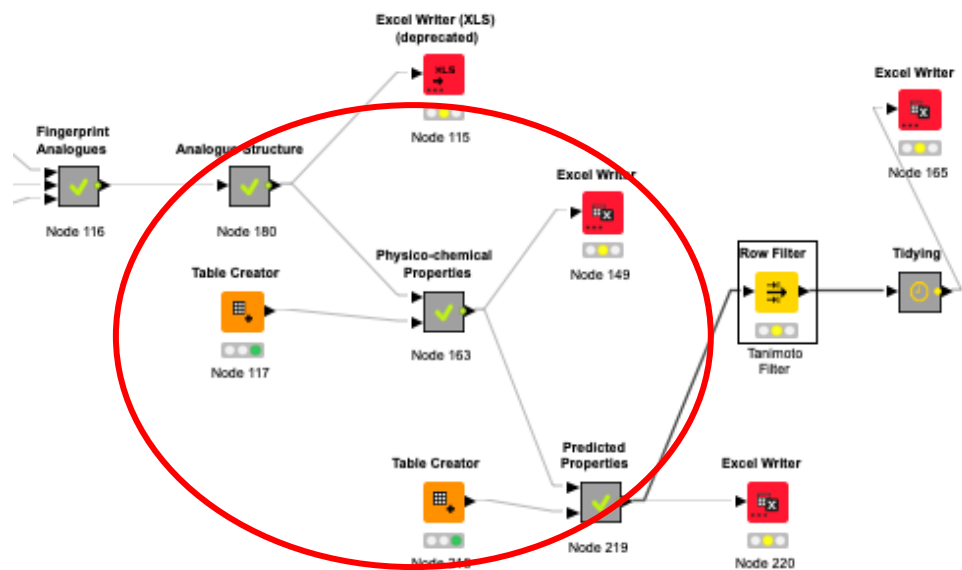 Excel Writer (XLS)
(deprecated)
XLS
Node 115
Excel Writer
Node 165
Fingerprint
Analogues
Node 116
Analogue Structure
Node 180
Excel Writer
Node 149
Table Creator
Node 117
Physico-chemical
Properties
Node 163
Row Filter
Tanimoto
Filter
Tidying
Table Creator
Predicted
Properties
Node 219
Excel Writer
Node 220